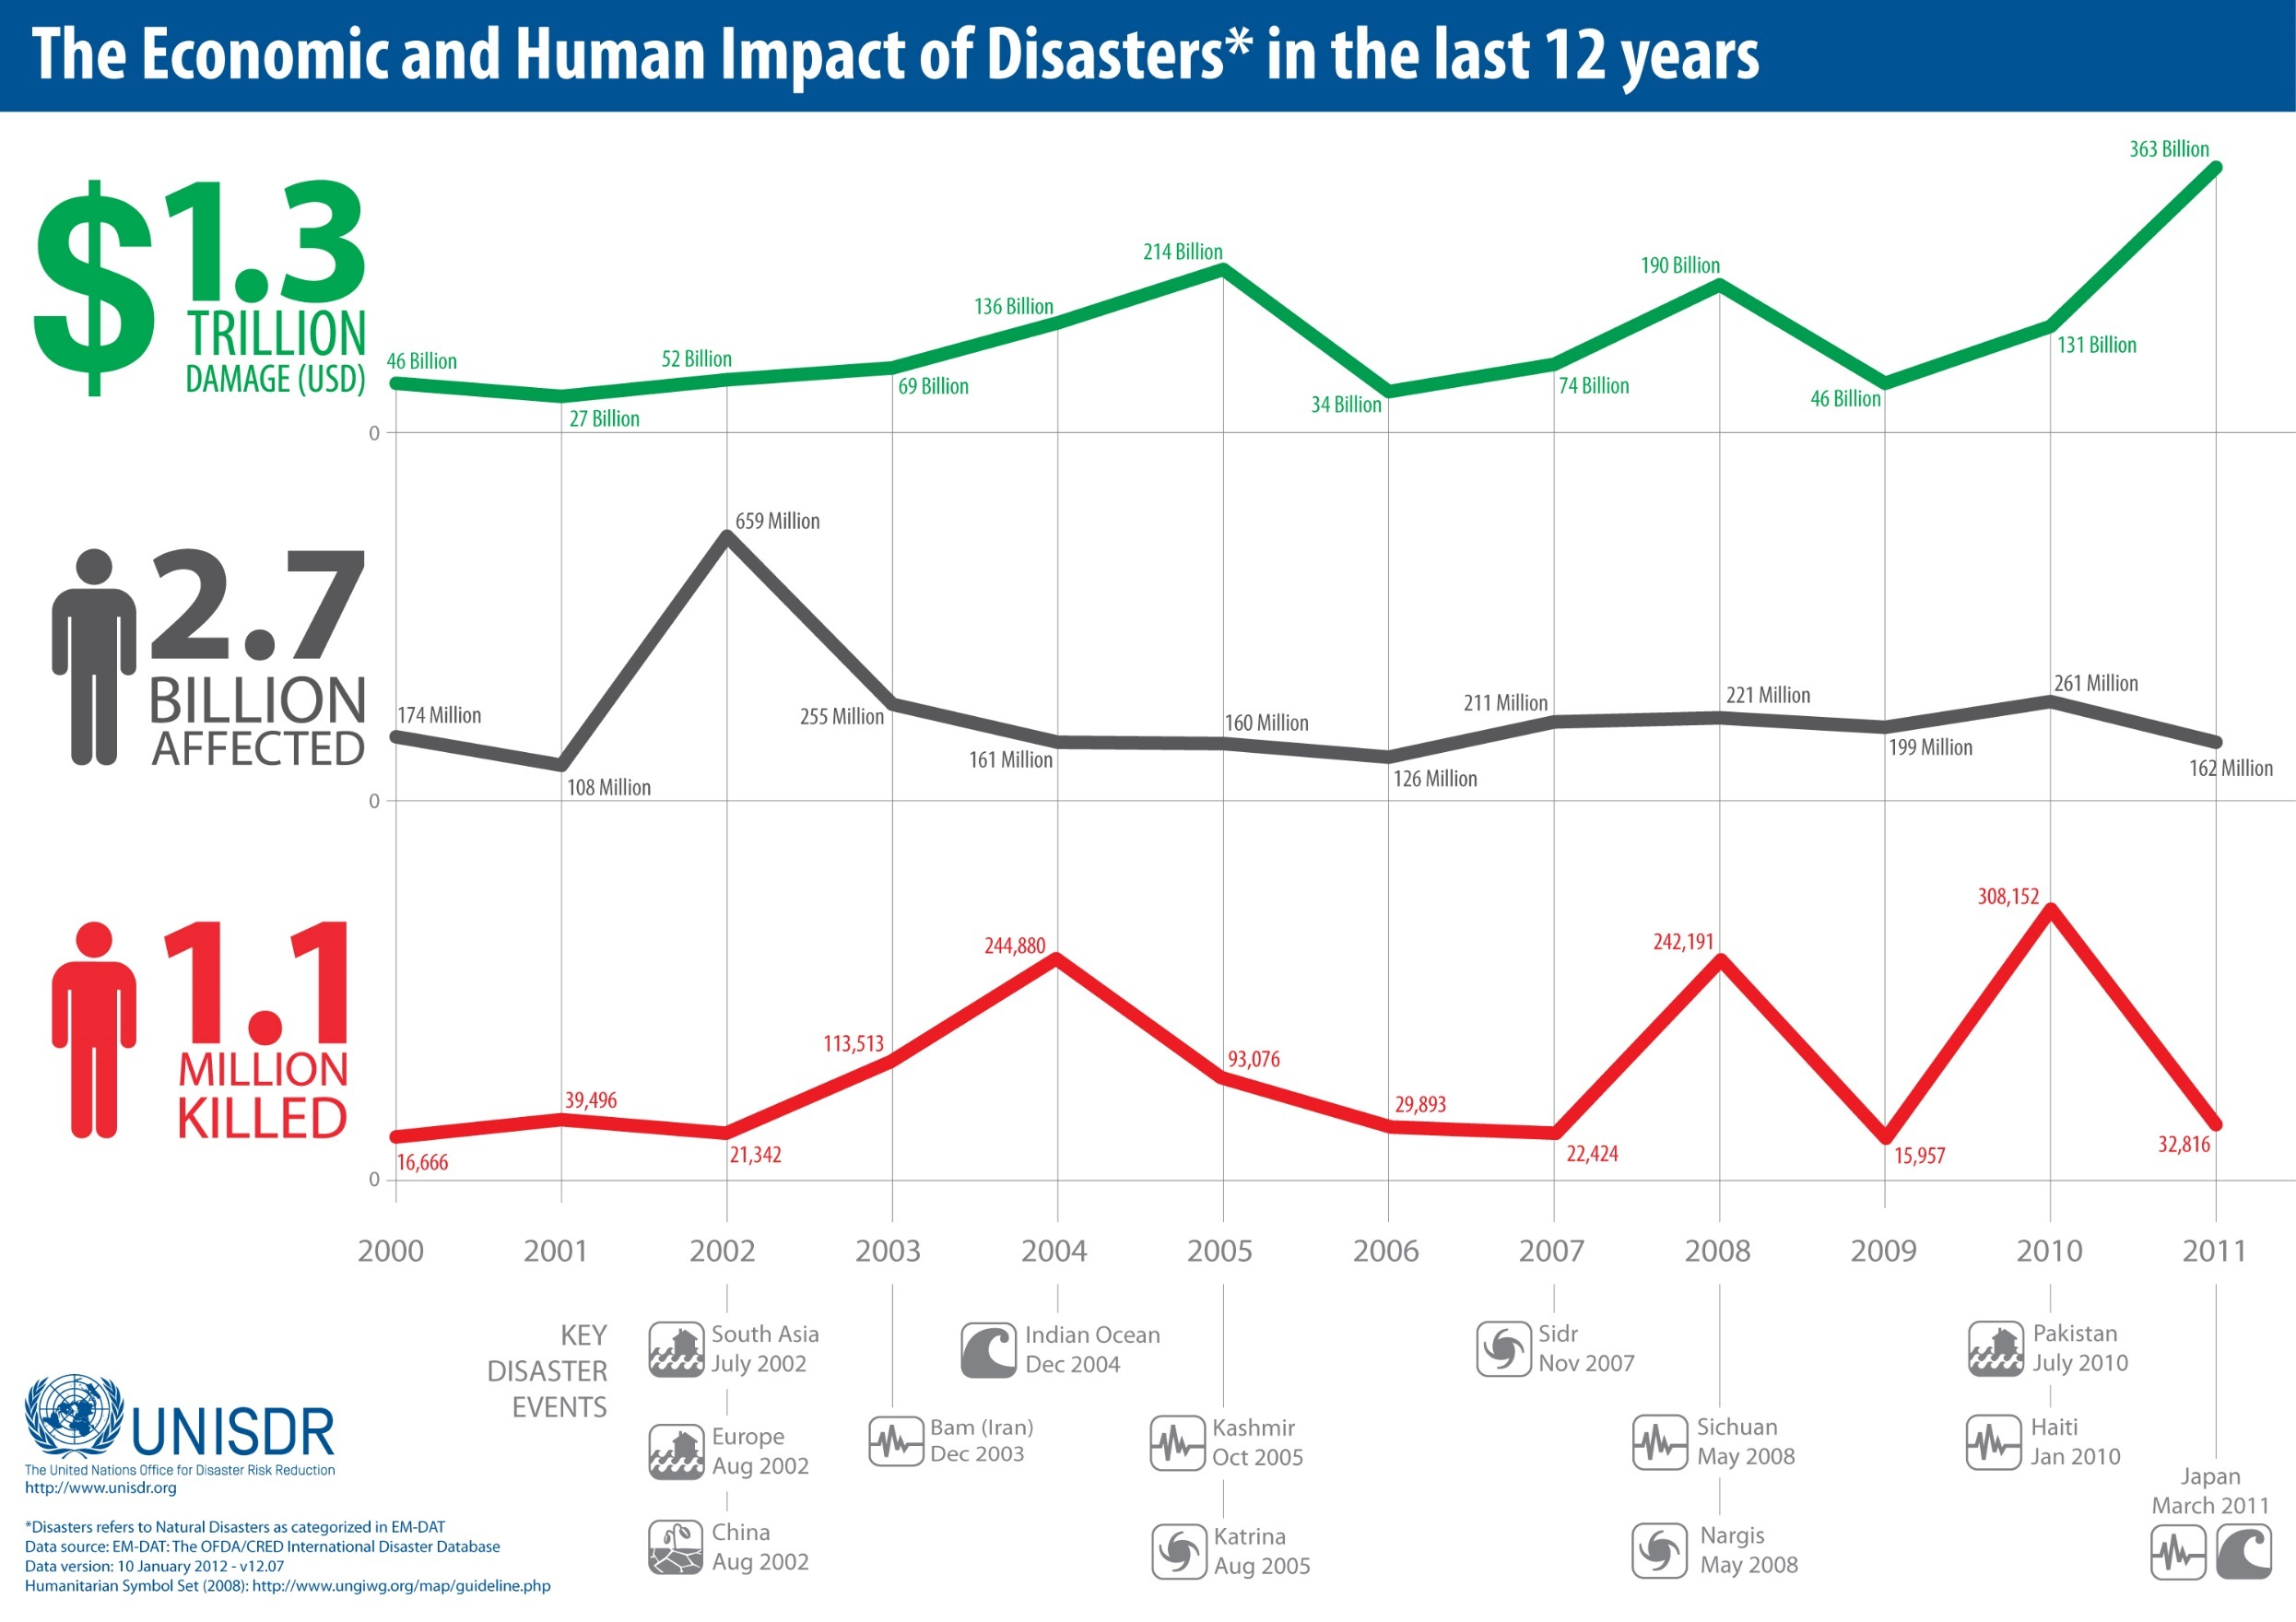 The Economic and Human Impact of Disasters* in the last 12 years
$1.3
TRILLION
DAMAGE (USD)
46 Billion
27 Billion
52 Billion
69 Billion
136 Billion
214 Billion
34 Billion
74 Billion
190 Billion
46 Billion
131 Billion
363 Billion
0
2.7
BILLION
AFFECTED
174 Million
108 Million
659 Million
255 Million
161 Million
160 Million
126 Million
211 Million
221 Million
199 Million
261 Million
162 Million
0
1.1
MILLION
KILLED
16,666
39,496
21,342
113,513
244,880
93,076
29,893
22,424
242,191
15,957
308,152
32,816
0
2000 2001 2002 2003 2004 2005 2006 2007 2008 2009 2010 2011
KEY
DISASTER
EVENTS
South Asia
July 2002
Europe
Aug 2002
China
Aug 2002
Bam (Iran)
Dec 2003
Indian Ocean
Dec 2004
Kashmir
Oct 2005
Katrina
Aug 2005
Sidr
Nov 2007
Sichuan
May 2008
Nargis
May 2008
Pakistan
July 2010
Haiti
Jan 2010
Japan
March 2011
UNISDR
The United Nations Office for Disaster Risk Reduction
http://www.unisdr.org
*Disasters refers to Natural Disasters as categorized in EM-DAT
Data source: EM-DAT: The OFDA/CRED International Disaster Database
Data version: 10 January 2012 - v12.07
Humanitarian Symbol Set (2008): http://www.ungiwg.org/map/guideline.php